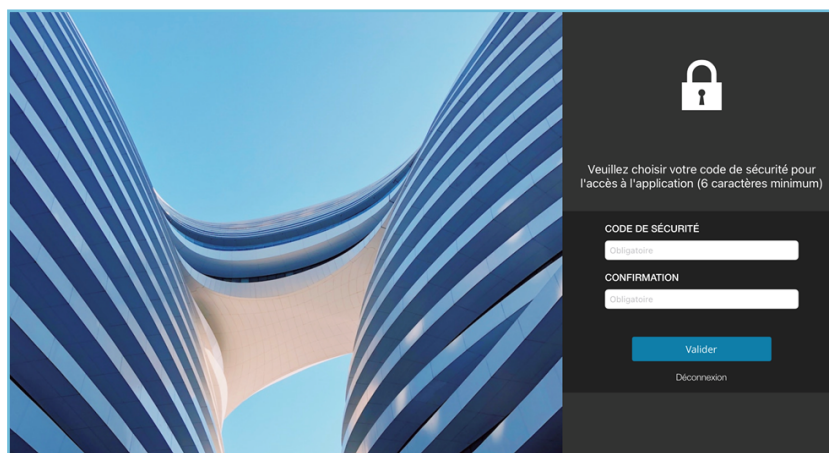 Veuillez choisir votre code de sécurité pour
l'accès à l'application (6 caractères minimum)
CODE DE SÉCURITÉ
Obligatoire
CONFIRMATION
Obligatoire
Valider
Déconnexion